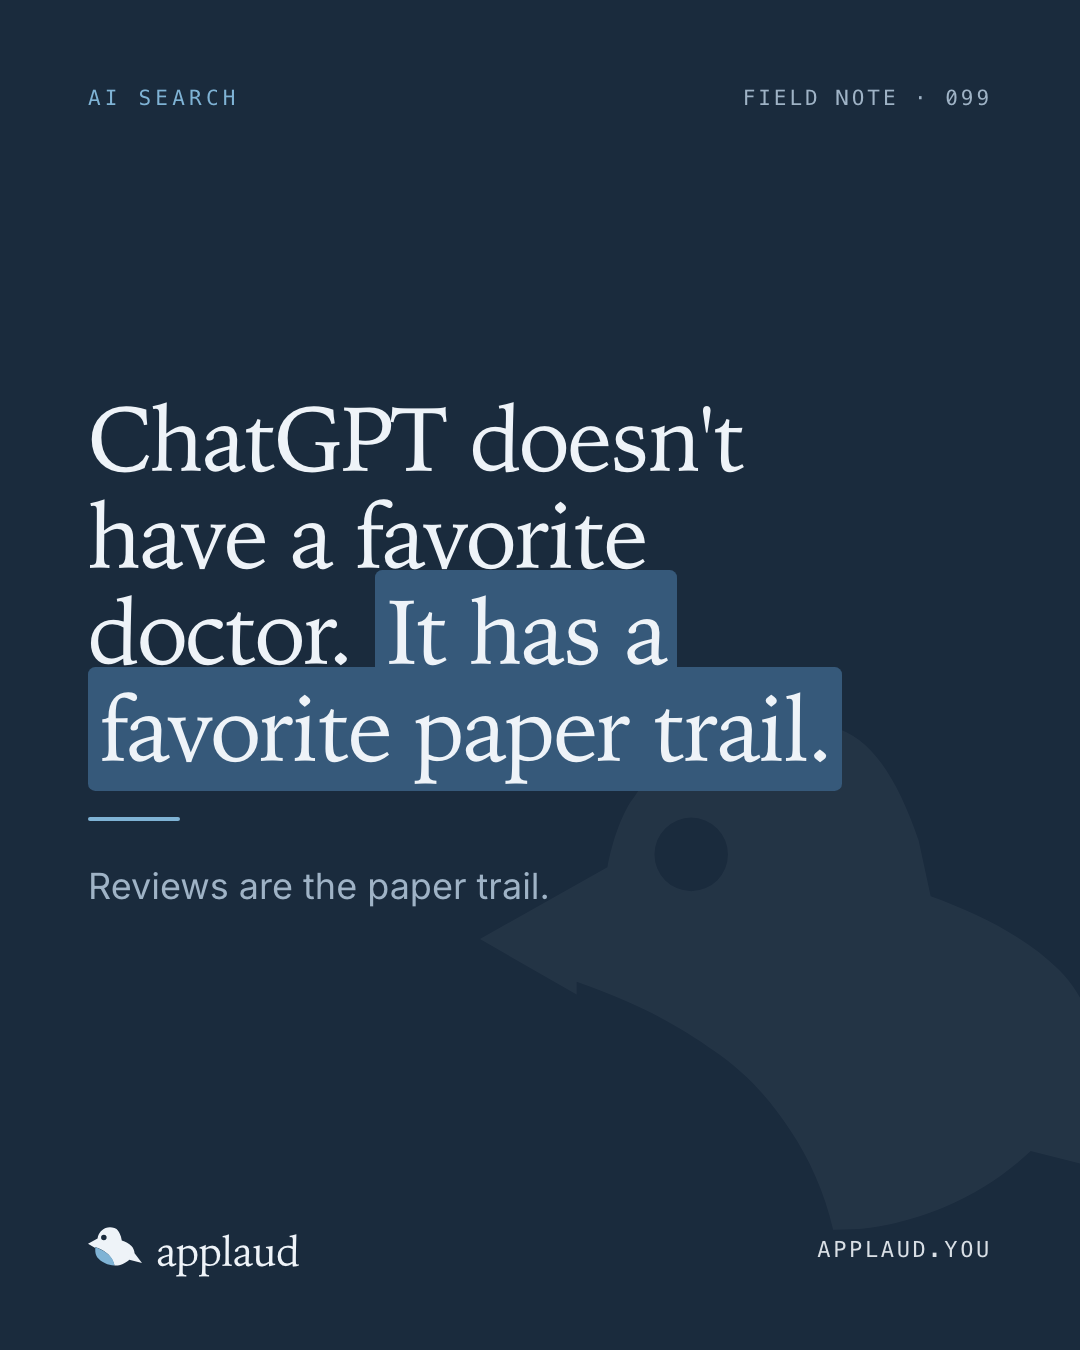 AI SEARCH
FIELD NOTE · 099
ChatGPT doesn't
have a favorite
doctor. It has a
favorite paper trail.
Reviews are the paper trail.
applaud
APPLAUD.YOU